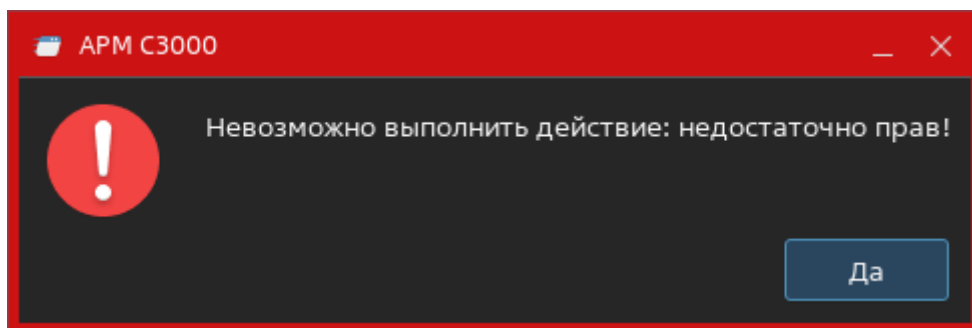 АРМ С3000
Невозможно выполнить действие: недостаточно прав!
Да